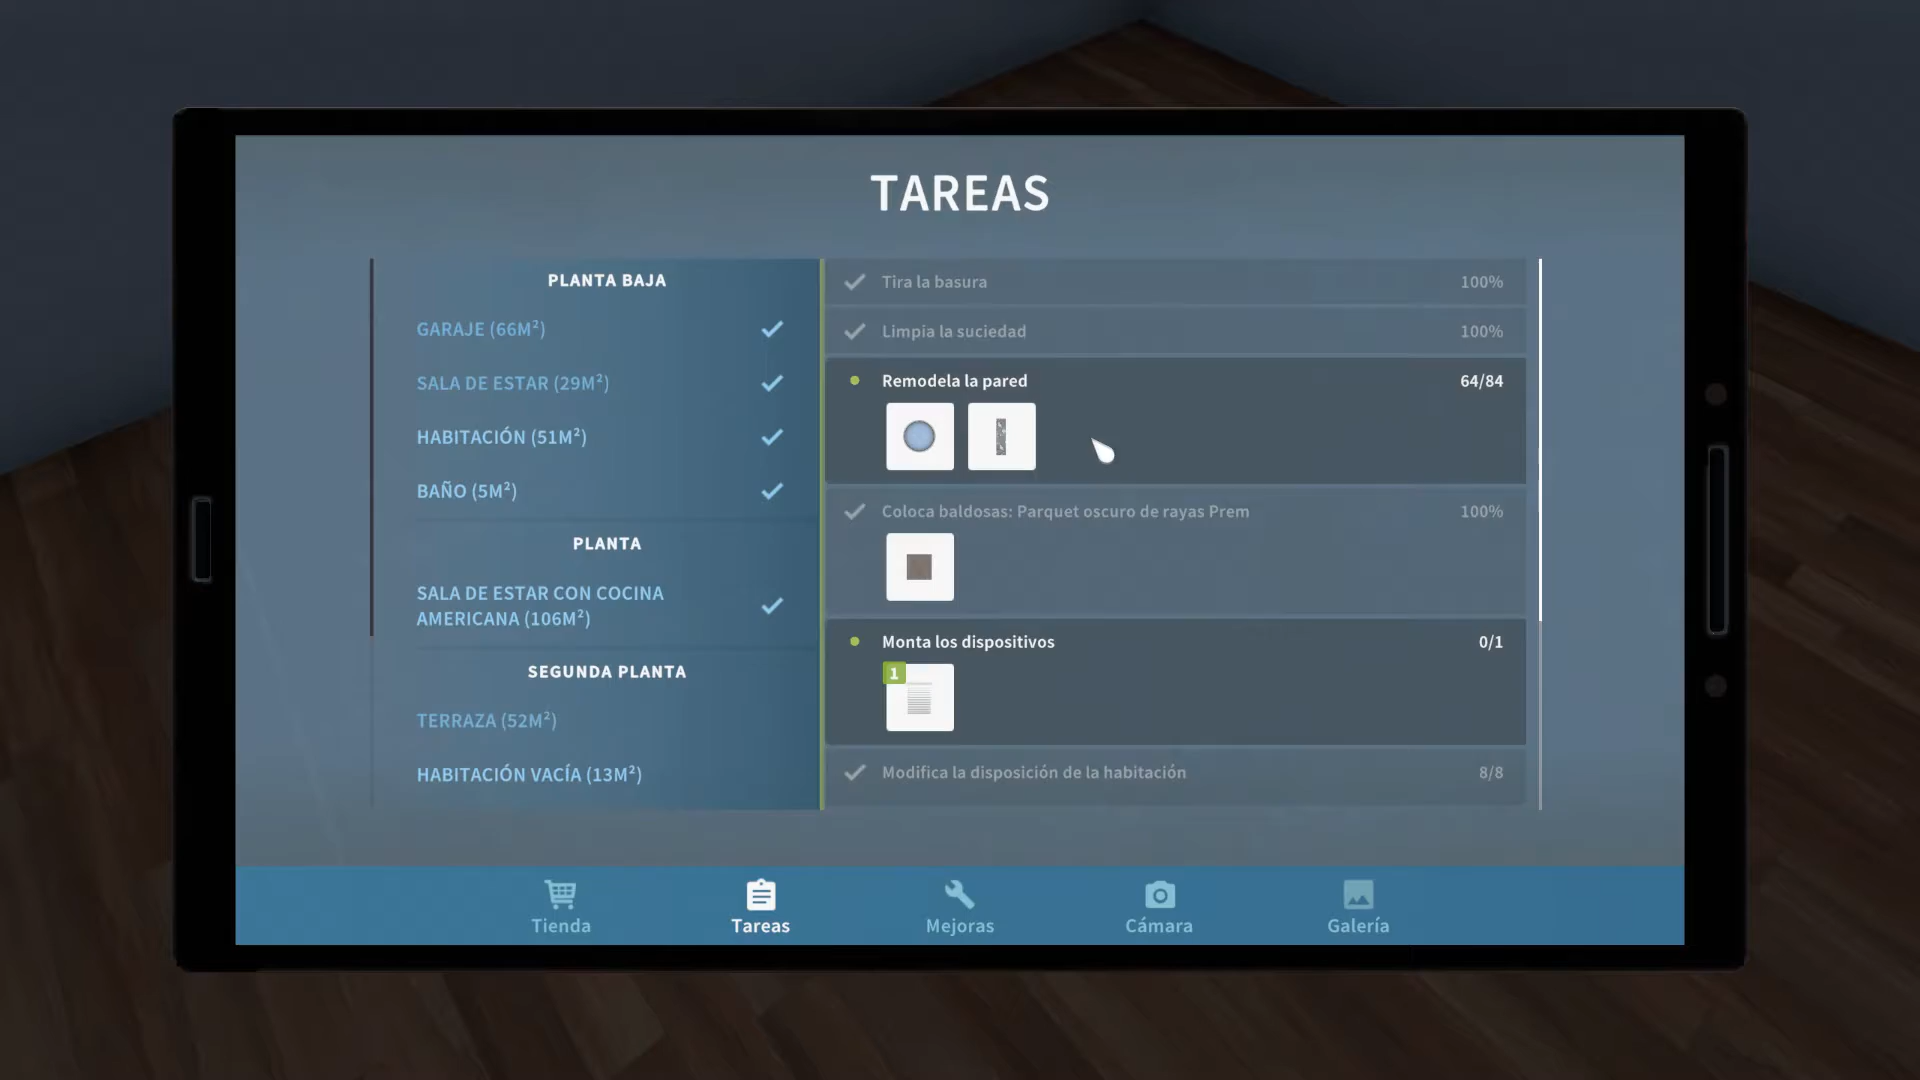 TAREAS
PLANTA BAJA
GARAJE (66M²)
SALA DE ESTAR (29M²)
HABITACIÓN (51M²)
BAÑO (5M²)
PLANTA
SALA DE ESTAR CON COCINA
AMERICANA (106M²)
SEGUNDA PLANTA
TERRAZA (52M²)
HABITACIÓN VACÍA (13M²)
Tira la basura 100%
Limpia la suciedad 100%
Remodela la pared 64/84
Coloca baldosas: Parquet oscuro de rayas Prem 100%
Monta los dispositivos 0/1
1
Modifica la disposición de la habitación 8/8
Tienda
Tareas
Mejoras
Cámara
Galería